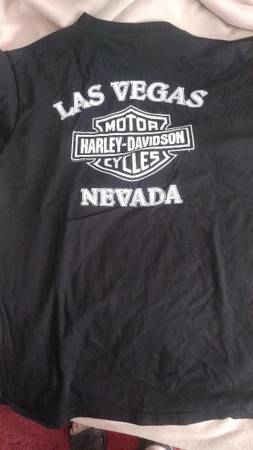 LAS VEGAS
MOTOR
HARLEY-DAVIDSON
CYCLES
NEVADA